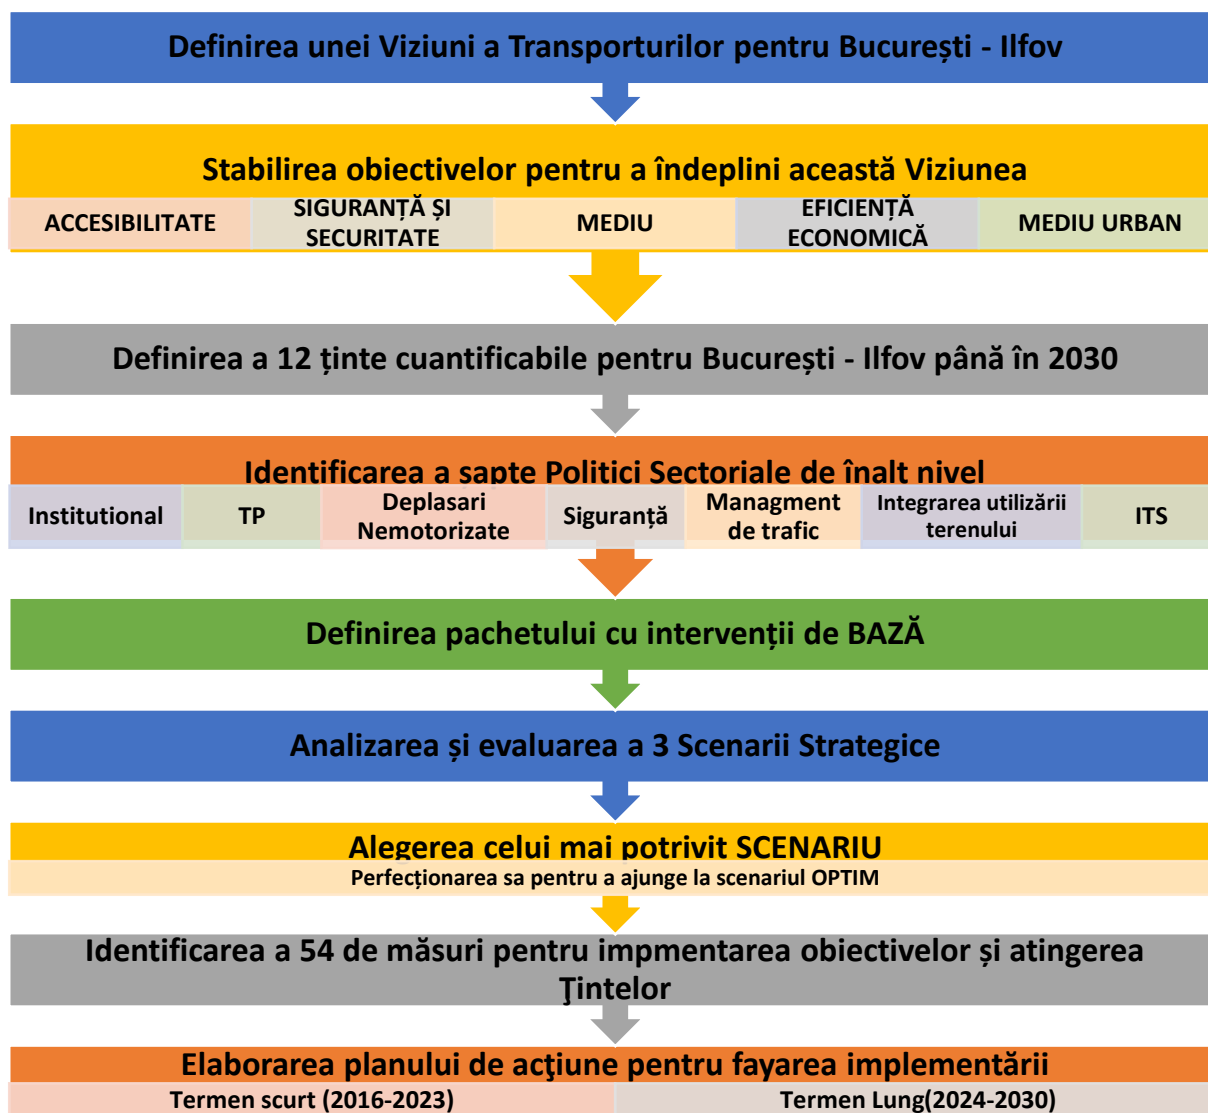 Definirea unei Viziuni a Transporturilor pentru București - Ilfov
Stabilirea obiectivelor pentru a îndeplini această Viziunea
ACCESIBILITATE
SIGURANȚĂ ȘI
SECURITATE
MEDIU
EFICIENȚĂ
ECONOMICĂ
MEDIU URBAN
Definirea a 12 ținte cuantificabile pentru București - Ilfov până în 2030
Identificarea a sapte Politici Sectoriale de înalt nivel
Institutional
TP
Deplasari
Nemotorizate
Siguranță
Managment
de trafic
Integrarea utilizării
terenului
ITS
Definirea pachetului cu intervenții de BAZĂ
Analizarea și evaluarea a 3 Scenarii Strategice
Alegerea celui mai potrivit SCENARIU
Perfecționarea sa pentru a ajunge la scenariul OPTIM
Identificarea a 54 de măsuri pentru impmentarea obiectivelor și atingerea
Ţintelor
Elaborarea planului de acţiune pentru fayarea implementării
Termen scurt (2016-2023)
Termen Lung(2024-2030)